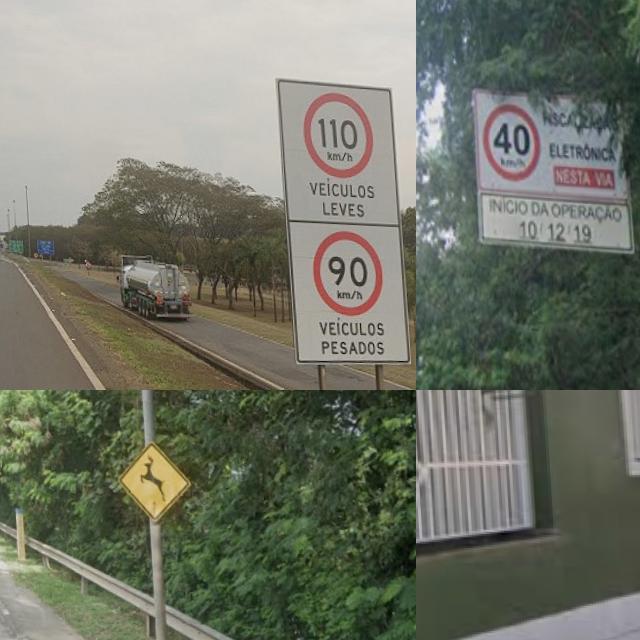 110
km/h
VEÍCULOS
LEVES
90
km/h
VEÍCULOS
PESADOS
40
km/h
ELETRÔNICA
NESTA VIA
INÍCIO DA OPERAÇÃO
10/12/19